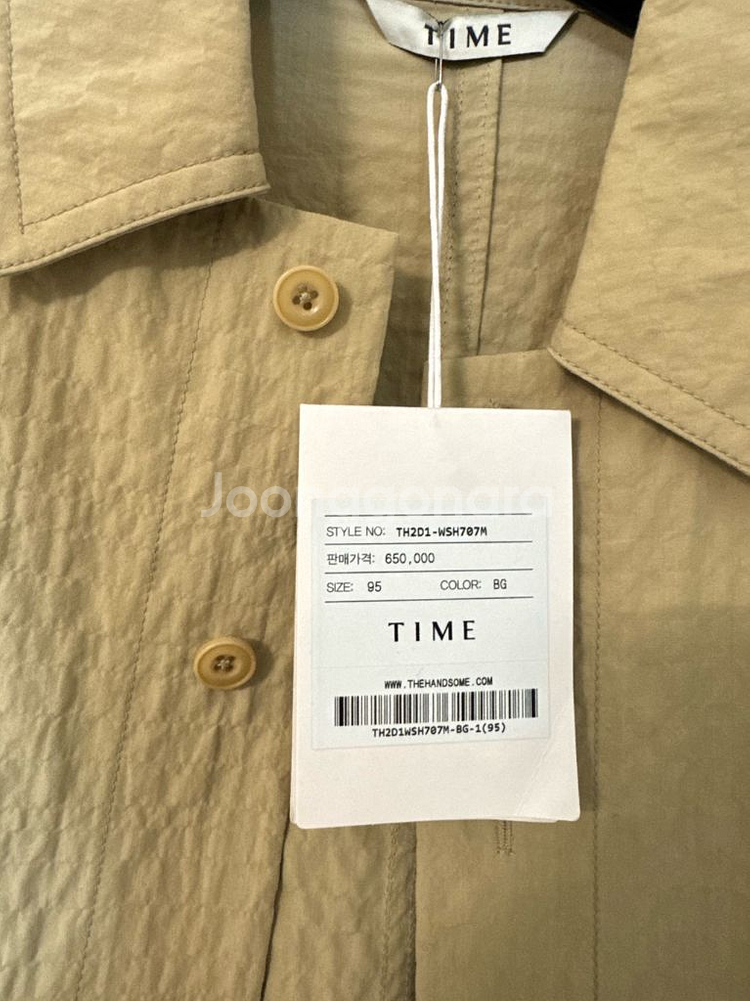 TIME
Joonggonara
STYLE NO: TH2D1-WSH707M
판매가격: 650,000
SIZE: 95 COLOR: BG
TIME
WWW.THEHANDSOME.COM
TH2D1WSH707M-BG-1(95)